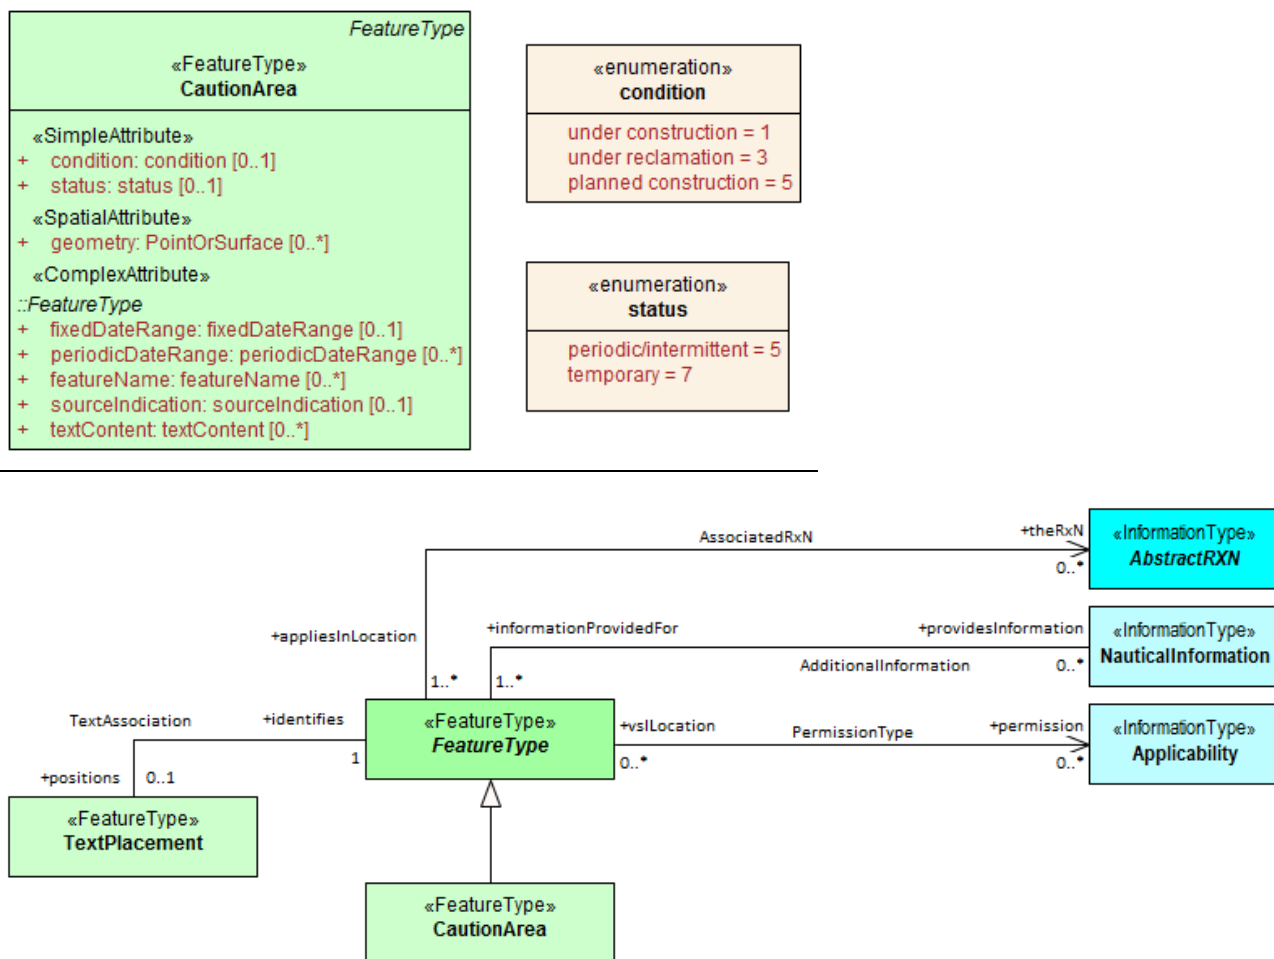 FeatureType
«FeatureType»
CautionArea
«SimpleAttribute»
+ condition: condition [0..1]
+ status: status [0..1]
«SpatialAttribute»
+ geometry: PointOrSurface [0..*]
«ComplexAttribute»
::FeatureType
+ fixedDateRange: fixedDateRange [0..1]
+ periodicDateRange: periodicDateRange [0..*]
+ featureName: featureName [0..*]
+ sourceIndication: sourceIndication [0..1]
+ textContent: textContent [0..*]
«enumeration»
condition
under construction = 1
under reclamation = 3
planned construction = 5
«enumeration»
status
periodic/intermittent = 5
temporary = 7
AssociatedRxN
+theRxN
0..*
«InformationType»
AbstractRXN
+appliesInLocation
1..*
+informationProvidedFor
1..*
+providesInformation
AdditionalInformation
0..*
«InformationType»
NauticalInformation
TextAssociation
+identifies
1
+positions
0..1
«FeatureType»
FeatureType
+vslLocation
0..*
PermissionType
+permission
0..*
«InformationType»
Applicability
«FeatureType»
TextPlacement
«FeatureType»
CautionArea